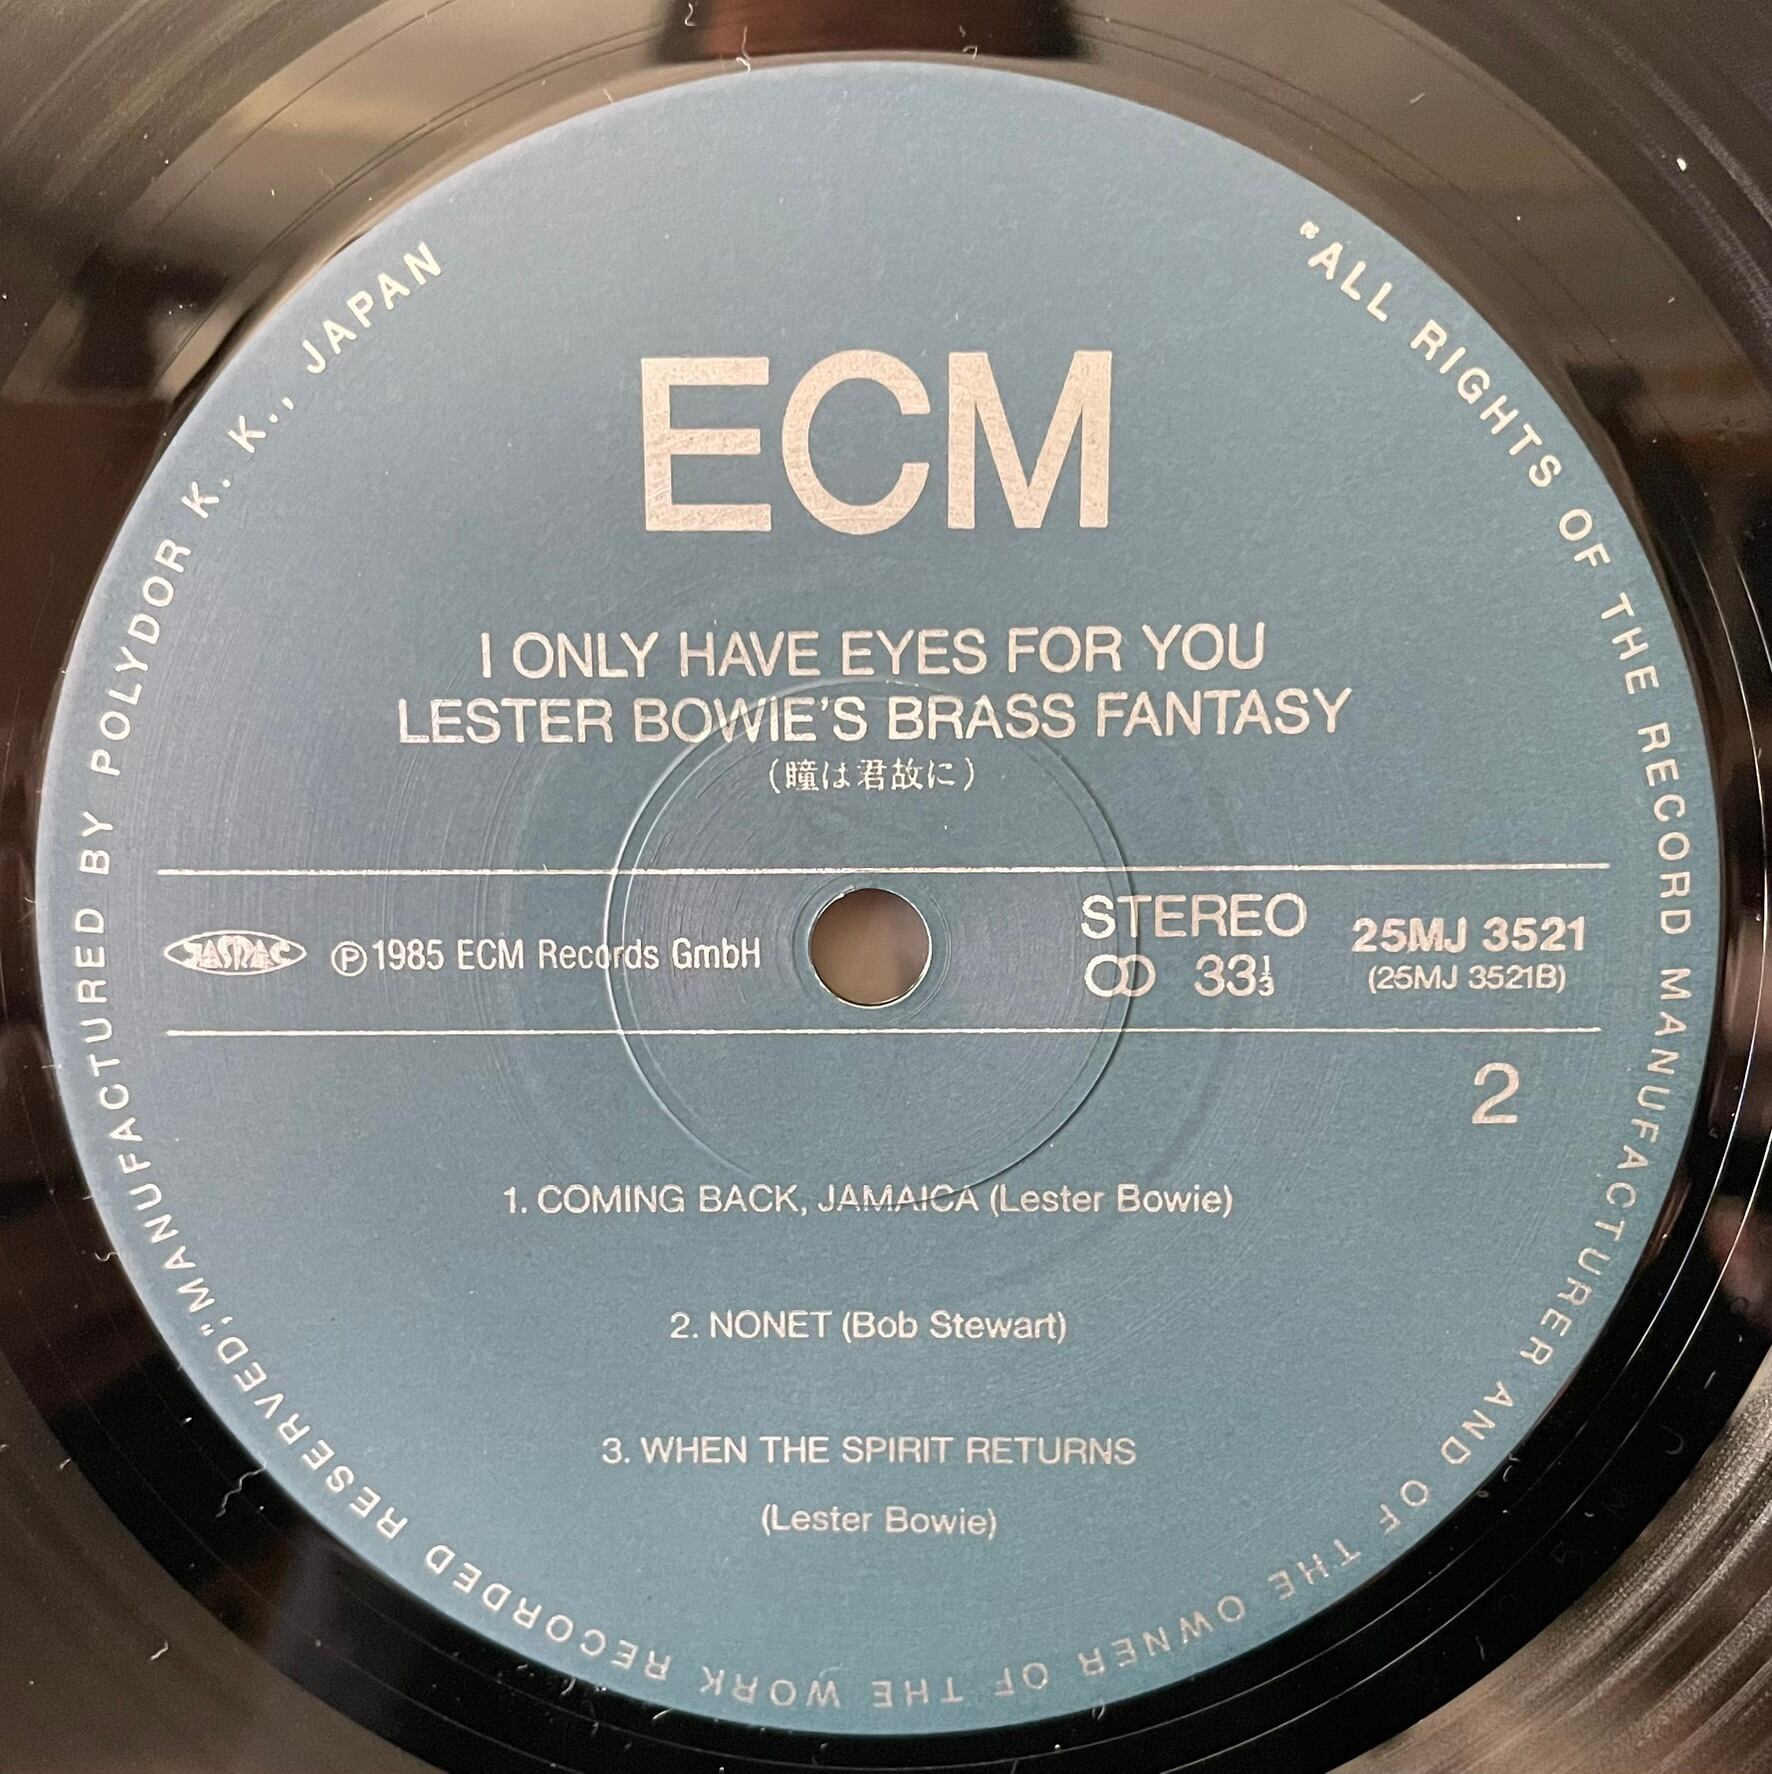 ECM
I ONLY HAVE EYES FOR YOU
LESTER BOWIE'S BRASS FANTASY
(瞳は君故に)
JASRAC
Ⓟ1985 ECM Records GmbH
STEREO
33⅓
25MJ 3521
(25MJ 3521B)
2
1. COMING BACK, JAMAICA (Lester Bowie)
2. NONET (Bob Stewart)
3. WHEN THE SPIRIT RETURNS
(Lester Bowie)
"ALL RIGHTS OF THE RECORD MANUFACTURER AND OF THE OWNER OF THE WORK RECORDED RESERVED," MANUFACTURED BY POLYDOR K. K., JAPAN